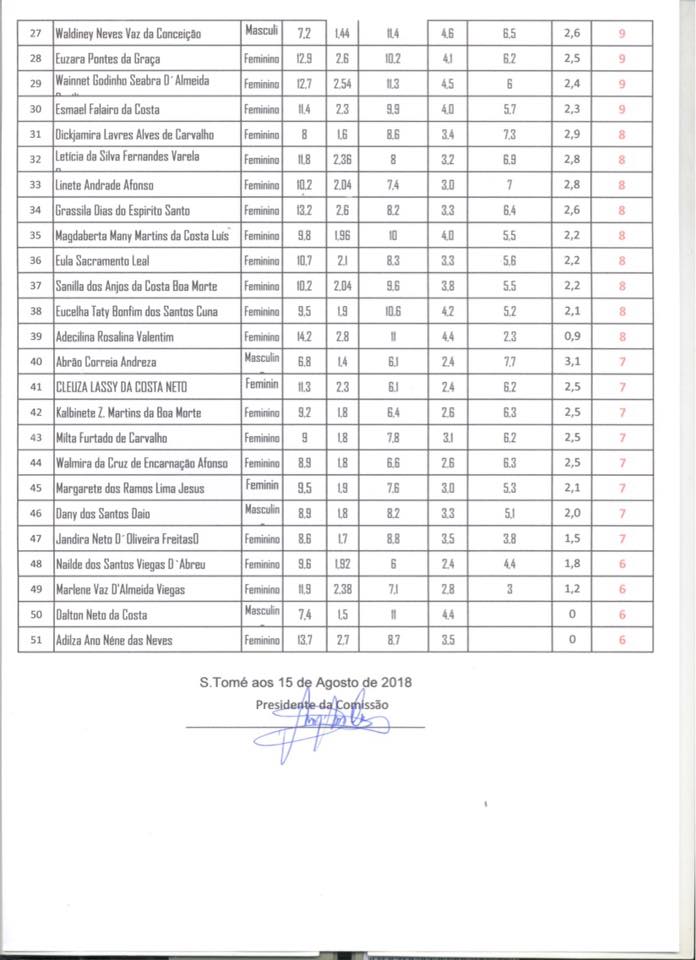 27 Waldiney Neves Vaz da Conceição Masculi 7,2 1,44 11,4 4,6 6,5 2,6 9
28 Euzara Pontes da Graça Feminino 12,9 2,6 10,2 4,1 6,2 2,5 9
29 Wainnet Godinho Seabra D´Almeida Feminino 12,7 2,54 11,3 4,5 6 2,4 9
30 Esmael Falairo da Costa Feminino 11,4 2,3 9,9 4,0 5,7 2,3 9
31 Dickjamira Lavres Alves de Carvalho Feminino 8 1,6 8,6 3,4 7,3 2,9 8
32 Letícia da Silva Fernandes Varela Feminino 11,8 2,36 8 3,2 6,9 2,8 8
33 Linete Andrade Afonso Feminino 10,2 2,04 7,4 3,0 7 2,8 8
34 Grassila Dias do Espirito Santo Feminino 13,2 2,6 8,2 3,3 6,4 2,6 8
35 Magdaberta Many Martins da Costa Luís Feminino 9,8 1,96 10 4,0 5,5 2,2 8
36 Eula Sacramento Leal Feminino 10,7 2,1 8,3 3,3 5,6 2,2 8
37 Sanilla dos Anjos da Costa Boa Morte Feminino 10,2 2,04 9,6 3,8 5,5 2,2 8
38 Eucelha Taty Bonfim dos Santos Cuna Feminino 9,5 1,9 10,6 4,2 5,2 2,1 8
39 Adecilina Rosalina Valentim Feminino 14,2 2,8 11 4,4 2,3 0,9 8
40 Abrão Correia Andreza Masculin 6,8 1,4 6,1 2,4 7,7 3,1 7
41 CLEUZA LASSY DA COSTA NETO Feminin 11,3 2,3 6,1 2,4 6,2 2,5 7
42 Kalbinete Z. Martins da Boa Morte Feminino 9,2 1,8 6,4 2,6 6,3 2,5 7
43 Milta Furtado de Carvalho Feminino 9 1,8 7,8 3,1 6,2 2,5 7
44 Walmira da Cruz de Encarnação Afonso Feminino 8,9 1,8 6,6 2,6 6,3 2,5 7
45 Margarete dos Ramos Lima Jesus Feminin 9,5 1,9 7,6 3,0 5,3 2,1 7
46 Dany dos Santos Daio Masculin 8,9 1,8 8,2 3,3 5,1 2,0 7
47 Jandira Neto D´Oliveira FreitasO Feminino 8,6 1,7 8,8 3,5 3,8 1,5 7
48 Nailde dos Santos Viegas D`Abreu Feminino 9,6 1,92 6 2,4 4,4 1,8 6
49 Marlene Vaz D'Almeida Viegas Feminino 11,9 2,38 7,1 2,8 3 1,2 6
50 Dalton Neto da Costa Masculin 7,4 1,5 11 4,4 0 6
51 Adilza Ano Néne das Neves Feminino 13,7 2,7 8,7 3,5 0 6
S.Tomé aos 15 de Agosto de 2018
Presidente da Comissão